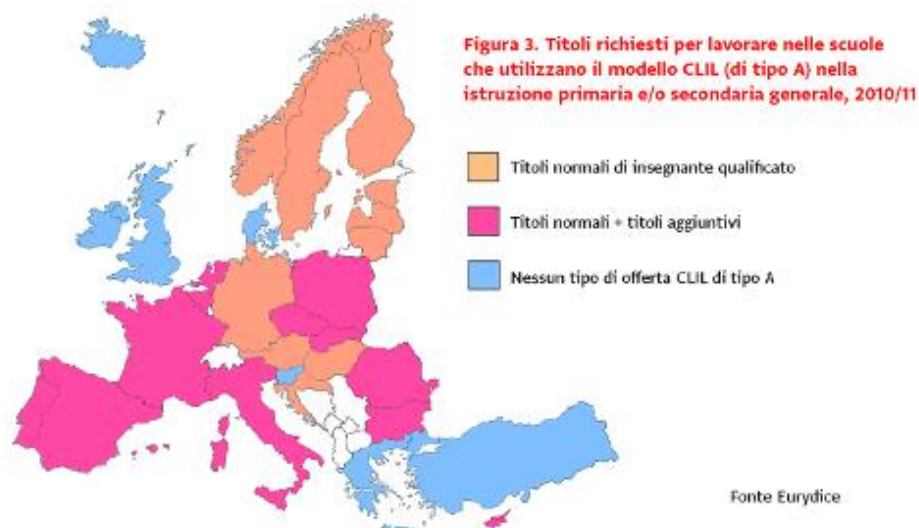 Figura 3. Titoli richiesti per lavorare nelle scuole
che utilizzano il modello CLIL (di tipo A) nella
istruzione primaria e/o secondaria generale, 2010/11
Titoli normali di insegnante qualificato
Titoli normali + titoli aggiuntivi
Nessun tipo di offerta CLIL di tipo A
Fonte Eurydice